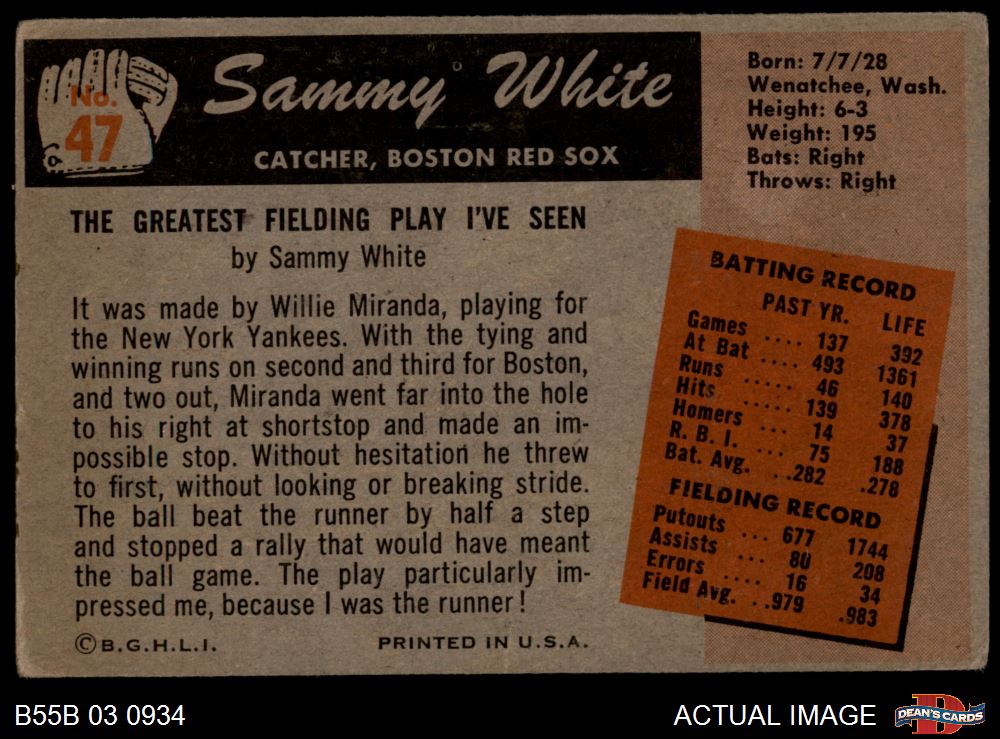 No.
47
Sammy White
CATCHER, BOSTON RED SOX
Born: 7/7/28
Wenatchee, Wash.
Height: 6-3
Weight: 195
Bats: Right
Throws: Right
THE GREATEST FIELDING PLAY I'VE SEEN
by Sammy White
It was made by Willie Miranda, playing for
the New York Yankees. With the tying and
winning runs on second and third for Boston,
and two out, Miranda went far into the hole
to his right at shortstop and made an im-
possible stop. Without hesitation he threw
to first, without looking or breaking stride.
The ball beat the runner by half a step
and stopped a rally that would have meant
the ball game. The play particularly im-
pressed me, because I was the runner!
©B.G.H.L.I. PRINTED IN U.S.A.
BATTING RECORD
PAST YR. LIFE
Games .... 137 392
At Bat .... 493 1361
Runs ..... 46 140
Hits ..... 139 378
Homers ... 14 37
R. B. I. ... 75 188
Bat. Avg. ..282 .278
FIELDING RECORD
Putouts ... 677 1744
Assists ... 80 208
Errors .... 16 34
Field Avg. ..979 .983
B55B 03 0934
ACTUAL IMAGE
D
DEAN'S CARDS